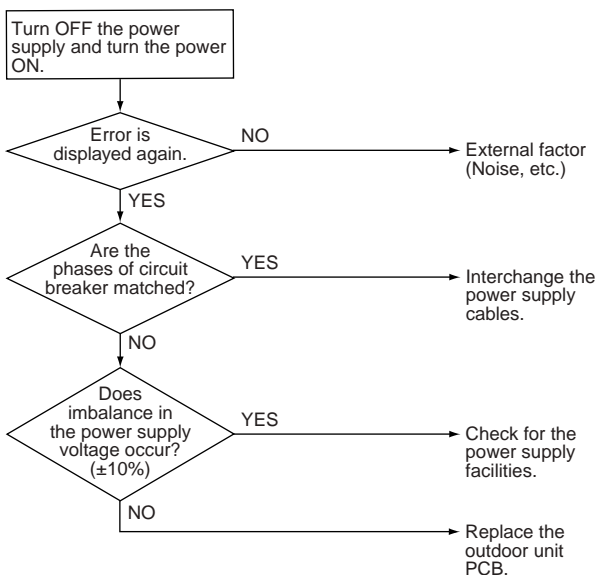 Turn OFF the power
supply and turn the power
ON.
Error is
displayed again.
NO
External factor
(Noise, etc.)
YES
Are the
phases of circuit
breaker matched?
YES
Interchange the
power supply
cables.
NO
Does
imbalance in
the power supply
voltage occur?
(±10%)
YES
Check for the
power supply
facilities.
NO
Replace the
outdoor unit
PCB.